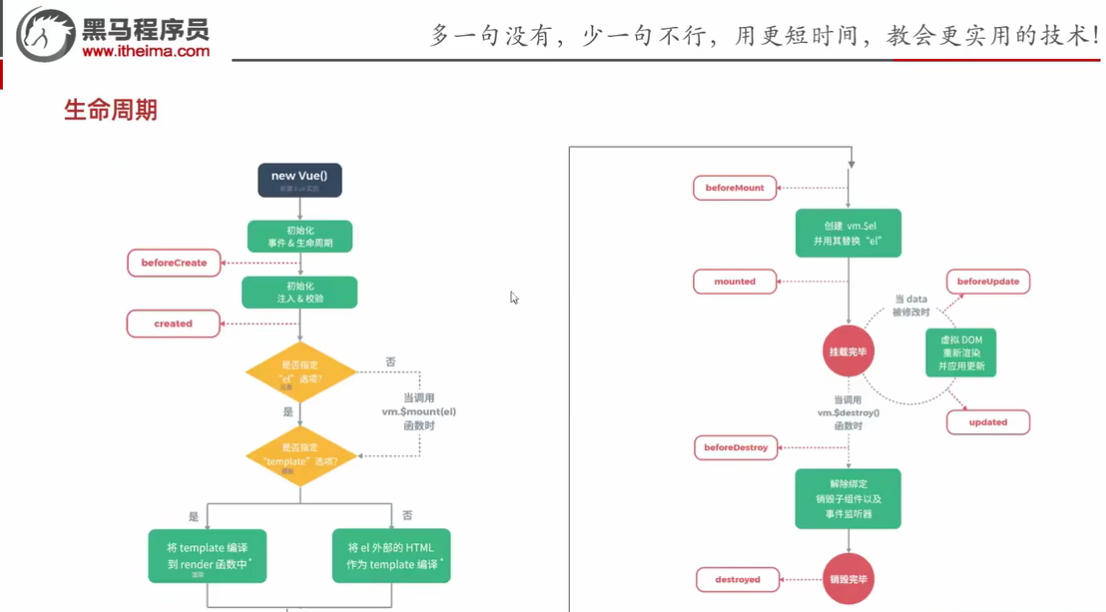 黑马程序员
www.itheima.com
多一句没有，少一句不行，用更短时间，教会更实用的技术!
生命周期
new Vue()
新建 Vue 实例
初始化
事件 & 生命周期
beforeCreate
初始化
注入 & 校验
created
是否指定
“el” 选项?
否
当调用
vm.$mount(el)
函数时
是
是否指定
“template” 选项?
模板
是
否
将 template 编译
到 render 函数中*
渲染
将 el 外部的 HTML
作为 template 编译*
beforeMount
创建 vm.$el
并用其替换 “el”
mounted
当 data
被修改时
beforeUpdate
挂载完毕
虚拟 DOM
重新渲染
并应用更新
当调用
vm.$destroy()
函数时
updated
beforeDestroy
解除绑定
销毁子组件以及
事件监听器
destroyed
销毁完毕